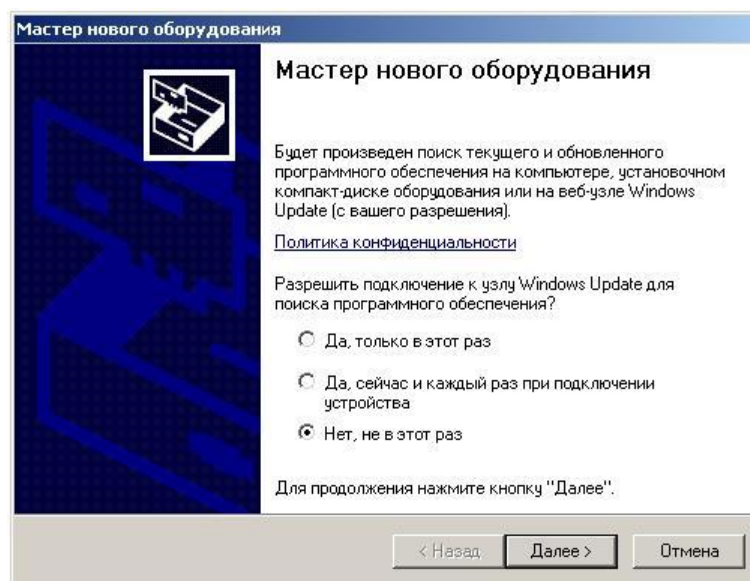 Мастер нового оборудования
Мастер нового оборудования
Будет произведен поиск текущего и обновленного
программного обеспечения на компьютере, установочном
компакт-диске оборудования или на веб-узле Windows
Update (с вашего разрешения).
Политика конфиденциальности
Разрешить подключение к узлу Windows Update для
поиска программного обеспечения?
Да, только в этот раз
Да, сейчас и каждый раз при подключении
устройства
Нет, не в этот раз
Для продолжения нажмите кнопку "Далее".
< Назад Далее > Отмена